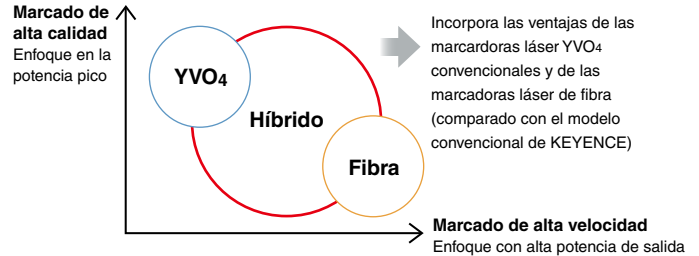 Marcado de
alta calidad
Enfoque en la
potencia pico
YVO4
Híbrido
Fibra
Incorpora las ventajas de las
marcardoras láser YVO4
convencionales y de las
marcadoras láser de fibra
(comparado con el modelo
convencional de KEYENCE)
Marcado de alta velocidad
Enfoque con alta potencia de salida